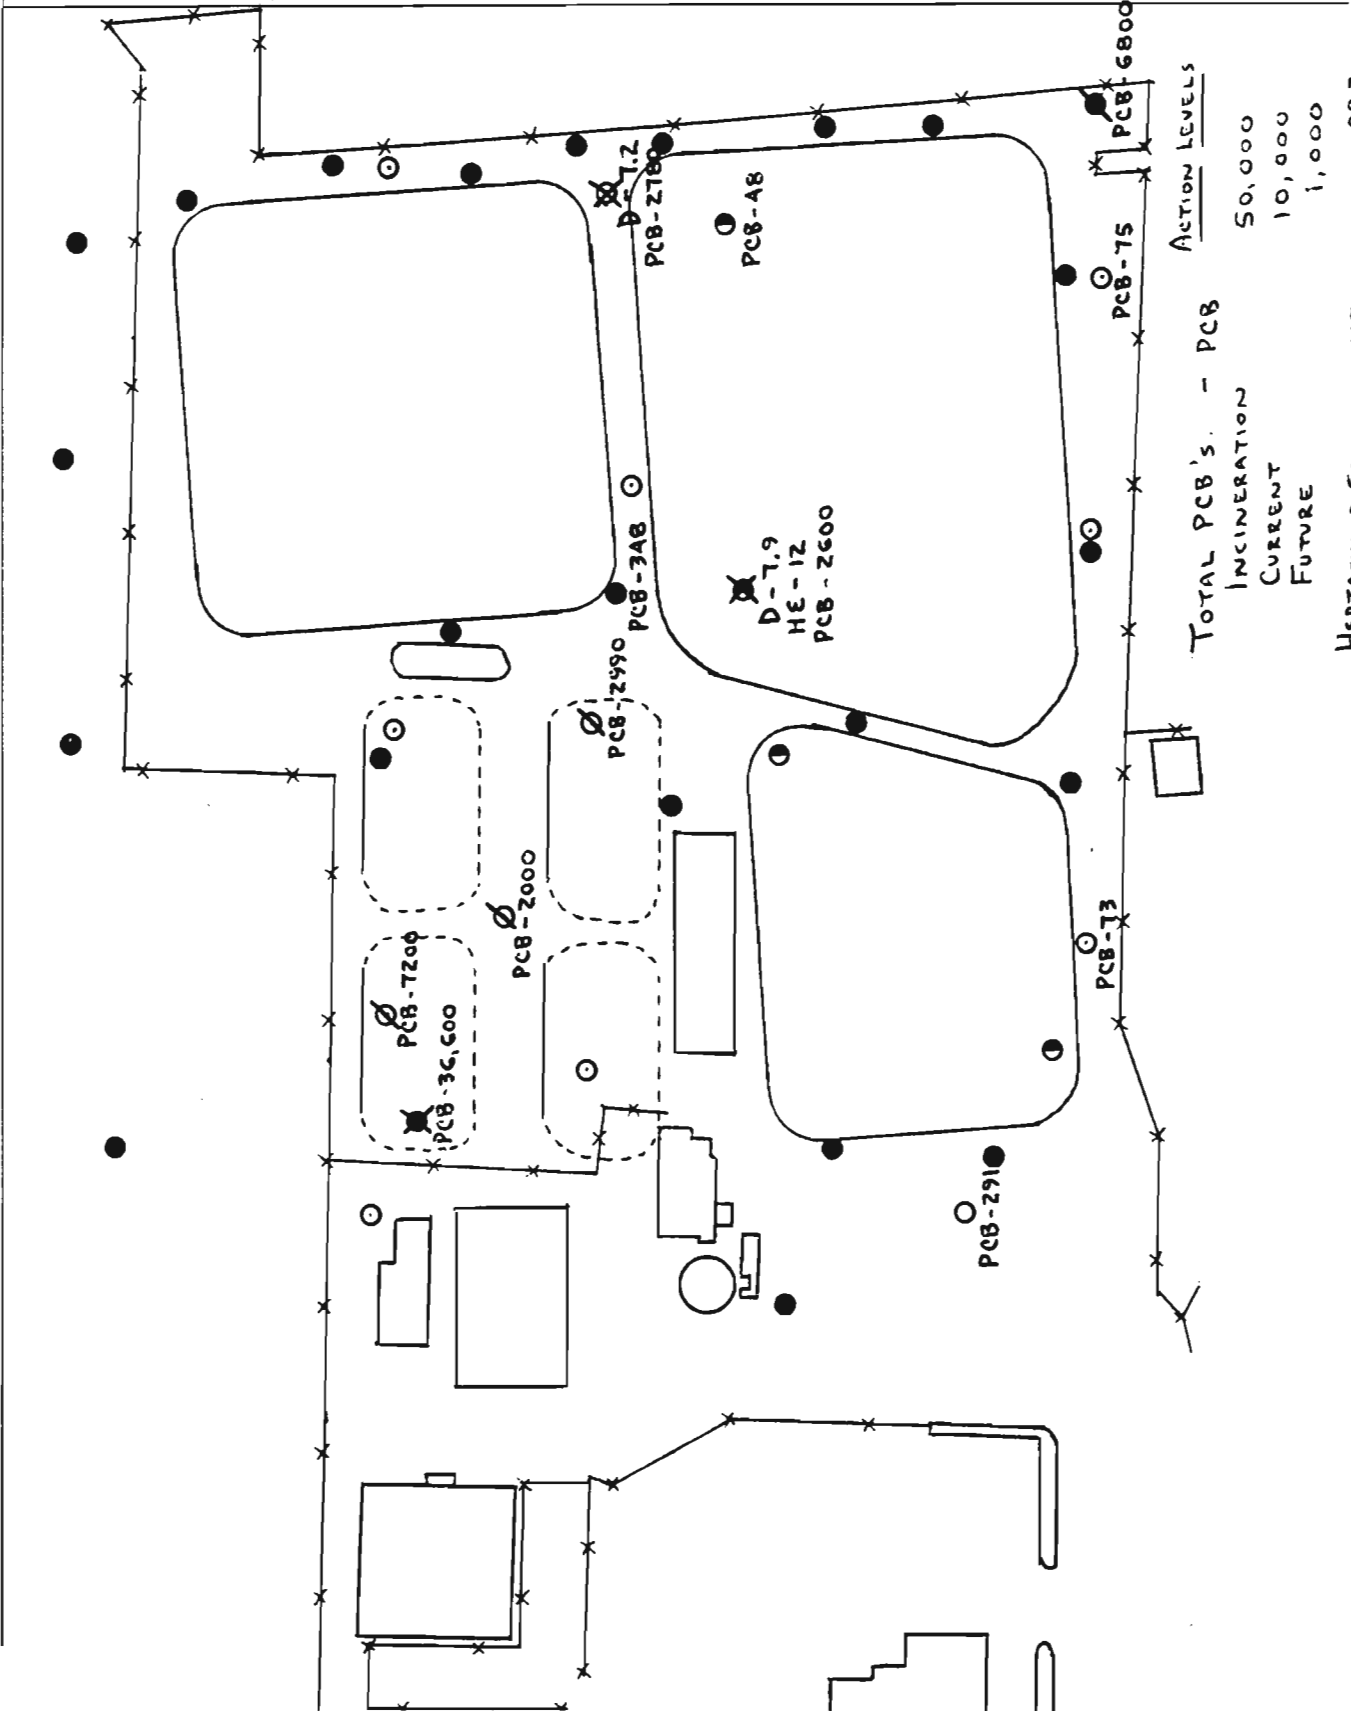 PCB-6800
D-7.2
PCB-2780
PCB-48
PCB-75
PCB-348
D-7.9
HE-12
PCB-2600
PCB-2990
PCB-2000
PCB-7200
PCB-36,600
PCB-73
PCB-291
TOTAL PCB's. - PCB ACTION LEVELS
INCINERATION 50,000
CURRENT 10,000
FUTURE 1,000